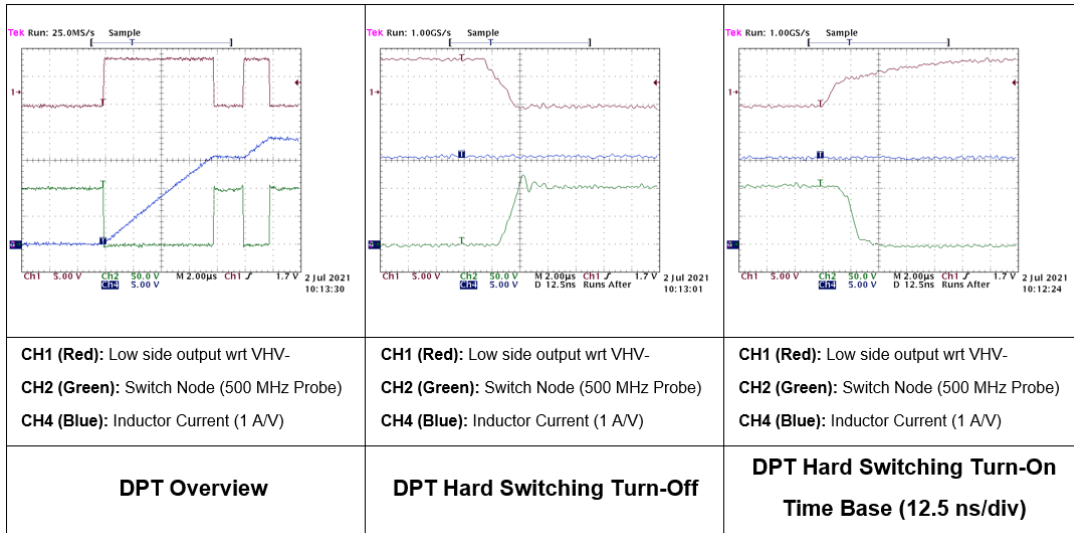 Tek Run: 25.0MS/s Sample
T
1→
T
T
T
4
Ch1 5.00 V Ch2 50.0 V M 2.00µs Ch1 ʃ 1.7 V
Ch4 5.00 V
2 Jul 2021
10:13:30
Tek Run: 1.00GS/s Sample
T
T
1→
T
T
4
Ch1 5.00 V Ch2 50.0 V M 2.00µs Ch1 ʃ 1.7 V
Ch4 5.00 V D 12.5ns Runs After
2 Jul 2021
10:13:01
Tek Run: 1.00GS/s Sample
T
1→
T
T
T
4
Ch1 5.00 V Ch2 50.0 V M 2.00µs Ch1 ʃ 1.7 V
Ch4 5.00 V D 12.5ns Runs After
2 Jul 2021
10:12:24
CH1 (Red): Low side output wrt VHV-
CH2 (Green): Switch Node (500 MHz Probe)
CH4 (Blue): Inductor Current (1 A/V)
CH1 (Red): Low side output wrt VHV-
CH2 (Green): Switch Node (500 MHz Probe)
CH4 (Blue): Inductor Current (1 A/V)
CH1 (Red): Low side output wrt VHV-
CH2 (Green): Switch Node (500 MHz Probe)
CH4 (Blue): Inductor Current (1 A/V)
DPT Overview
DPT Hard Switching Turn-Off
DPT Hard Switching Turn-On
Time Base (12.5 ns/div)